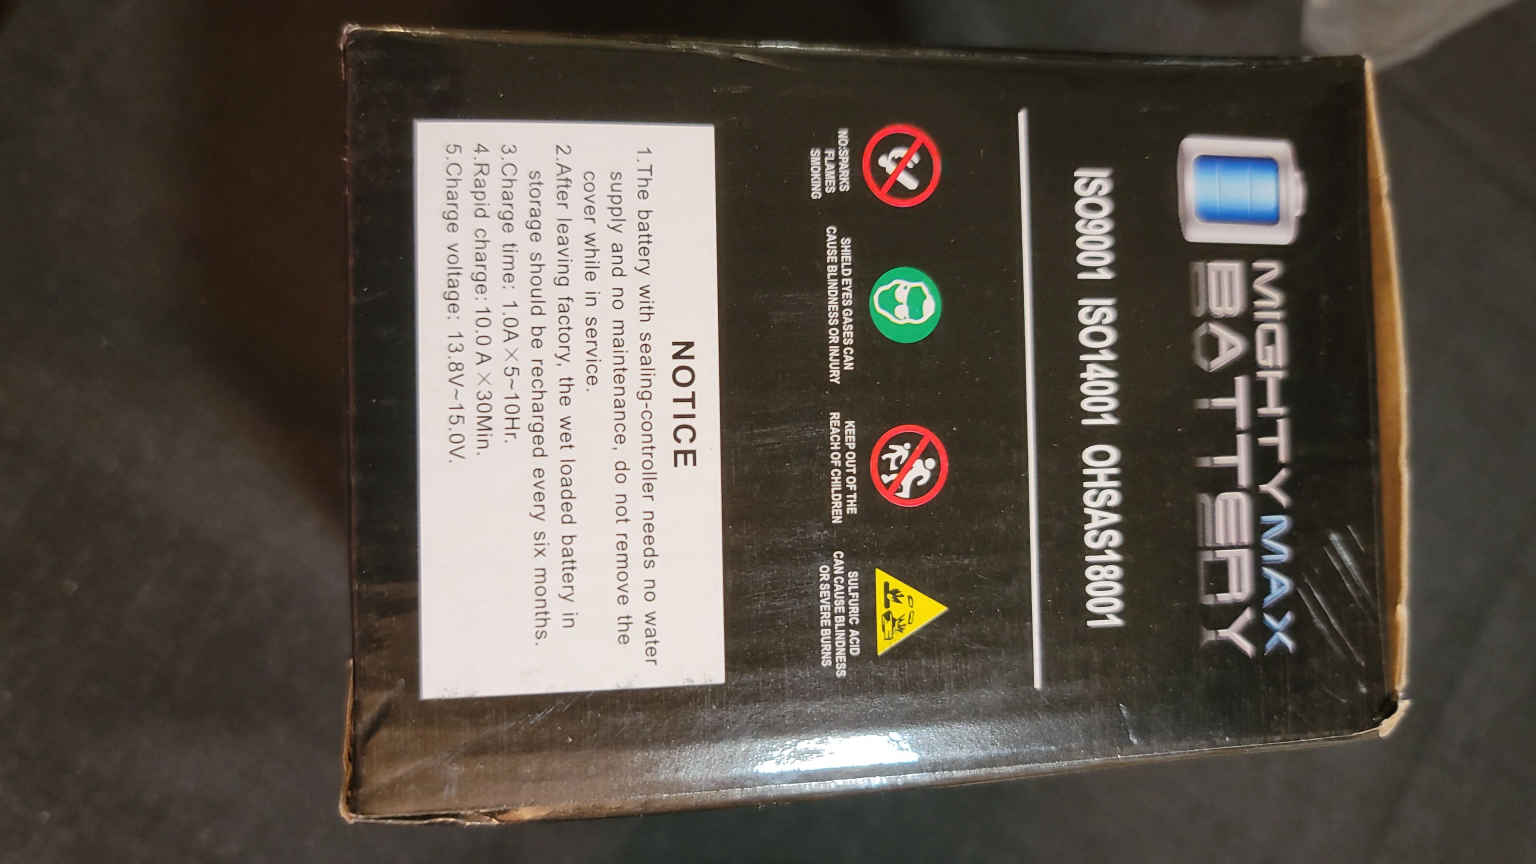 MIGHTY MAX
BATTERY
ISO9001 ISO14001 OHSAS18001
NO:SPARKS
FLAMES
SMOKING
SHIELD EYES GASES CAN
CAUSE BLINDNESS OR INJURY
KEEP OUT OF THE
REACH OF CHILDREN
SULFURIC ACID
CAN CAUSE BLINDNESS
OR SEVERE BURNS
NOTICE
1.The battery with sealing-controller needs no water
supply and no maintenance, do not remove the
cover while in service.
2.After leaving factory, the wet loaded battery in
storage should be recharged every six months.
3.Charge time: 1.0A×5~10Hr.
4.Rapid charge: 10.0 A×30Min.
5.Charge voltage: 13.8V~15.0V.